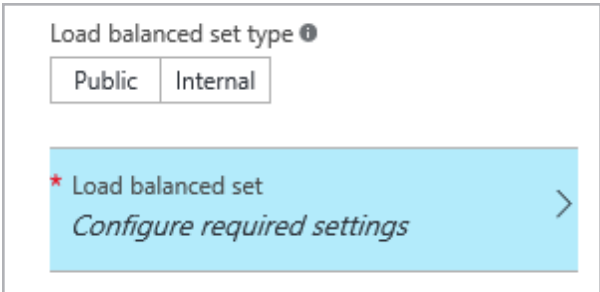 Load balanced set type
Public Internal
* Load balanced set
Configure required settings